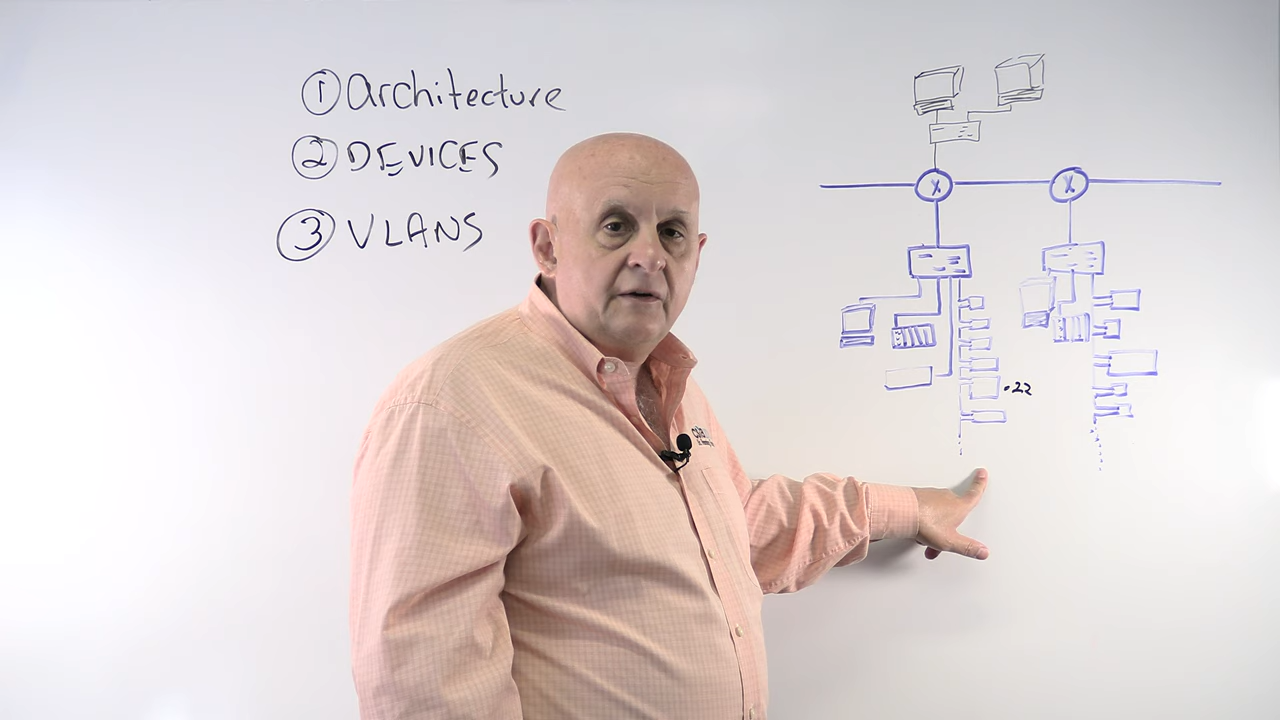 ① Architecture
② DEVICES
③ VLANS
X X
.22